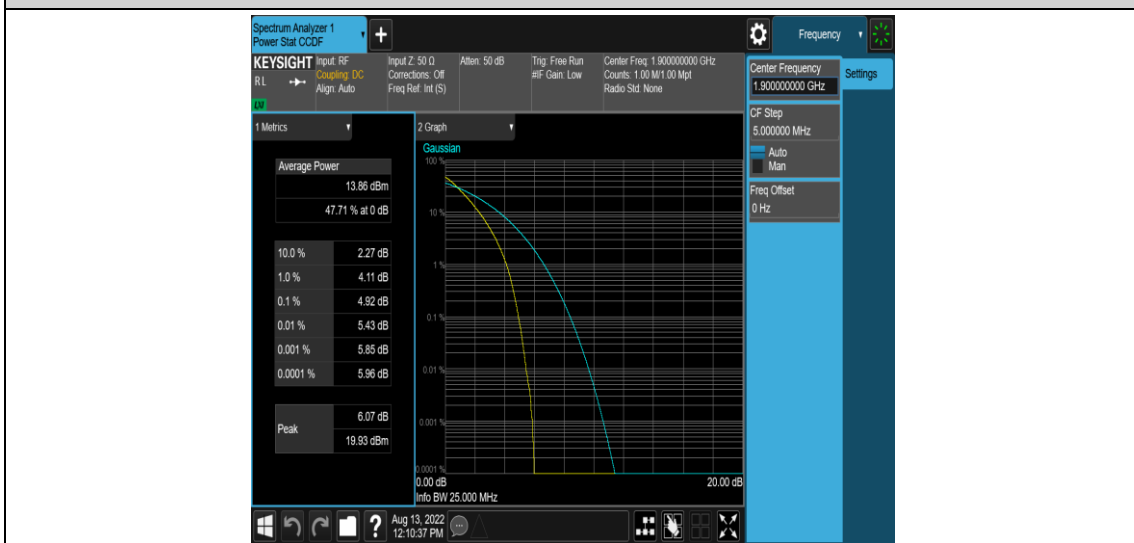 Spectrum Analyzer 1
Power Stat CCDF
+
Frequency
KEYSIGHT
RL
LXI
Input: RF
Coupling: DC
Align: Auto
Input Z: 50 Ω
Corrections: Off
Freq Ref: Int (S)
Atten: 50 dB
Trig: Free Run
#IF Gain: Low
Center Freq: 1.900000000 GHz
Counts: 1.00 M/1.00 Mpt
Radio Std: None
Center Frequency
1.900000000 GHz
Settings
CF Step
5.000000 MHz
Auto
Man
Freq Offset
0 Hz
1 Metrics
Average Power
13.86 dBm
47.71 % at 0 dB
10.0 % 2.27 dB
1.0 % 4.11 dB
0.1 % 4.92 dB
0.01 % 5.43 dB
0.001 % 5.85 dB
0.0001 % 5.96 dB
Peak
6.07 dB
19.93 dBm
2 Graph
Gaussian
100 %
10 %
1 %
0.1 %
0.01 %
0.001 %
0.0001 %
0.00 dB 20.00 dB
Info BW 25.000 MHz
?
Aug 13, 2022
12:10:37 PM